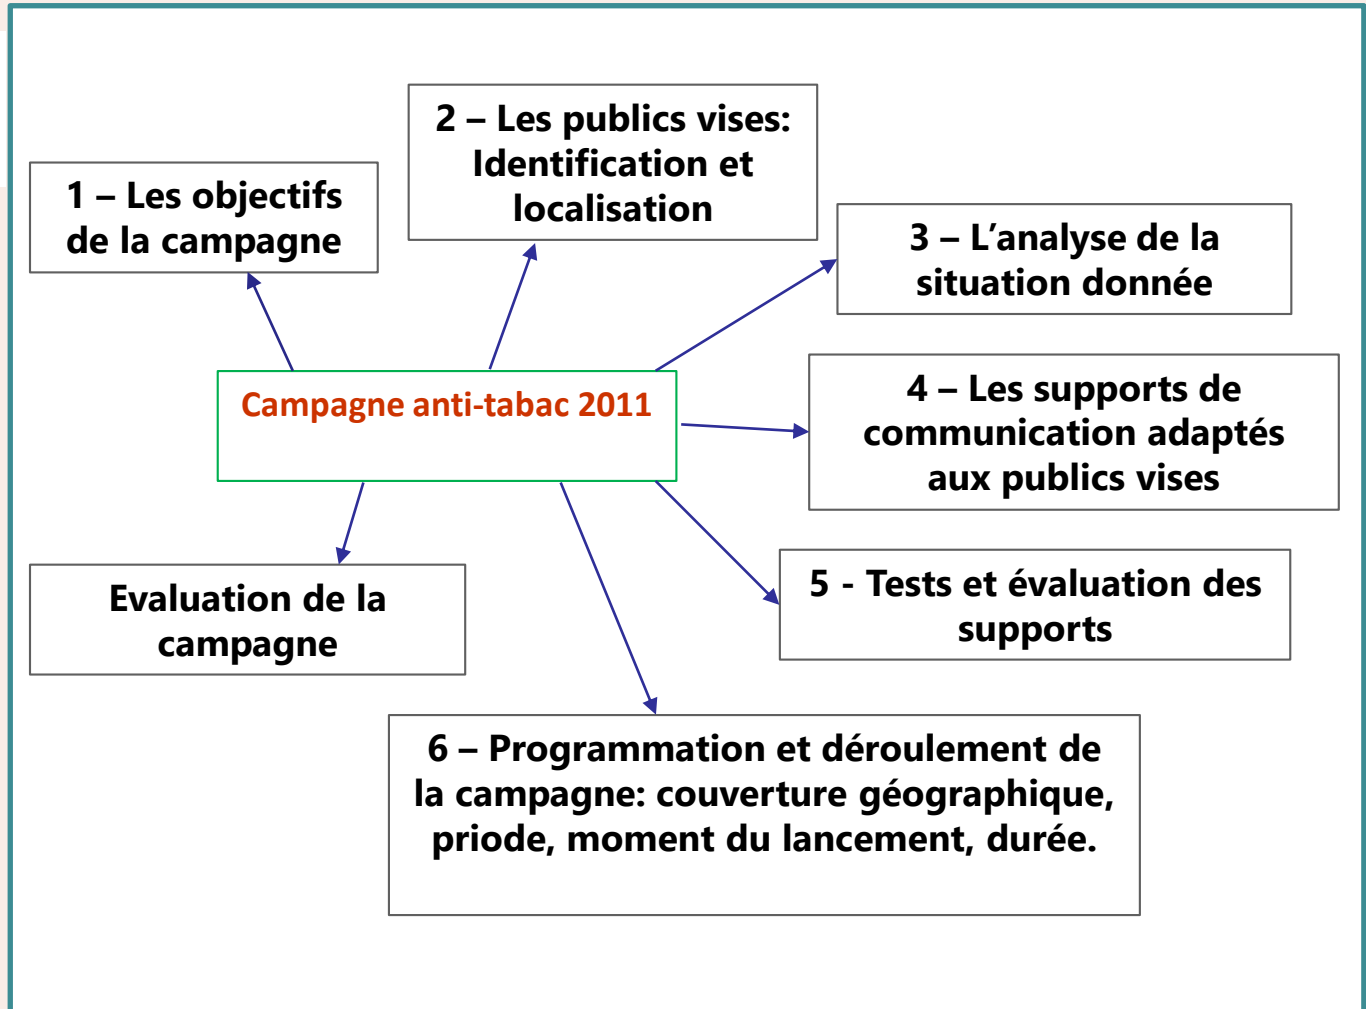 1 – Les objectifs
de la campagne
2 – Les publics vises:
Identification et
localisation
3 – L’analyse de la
situation donnée
Campagne anti-tabac 2011
4 – Les supports de
communication adaptés
aux publics vises
5 - Tests et évaluation des
supports
Evaluation de la
campagne
6 – Programmation et déroulement de
la campagne: couverture géographique,
priode, moment du lancement, durée.